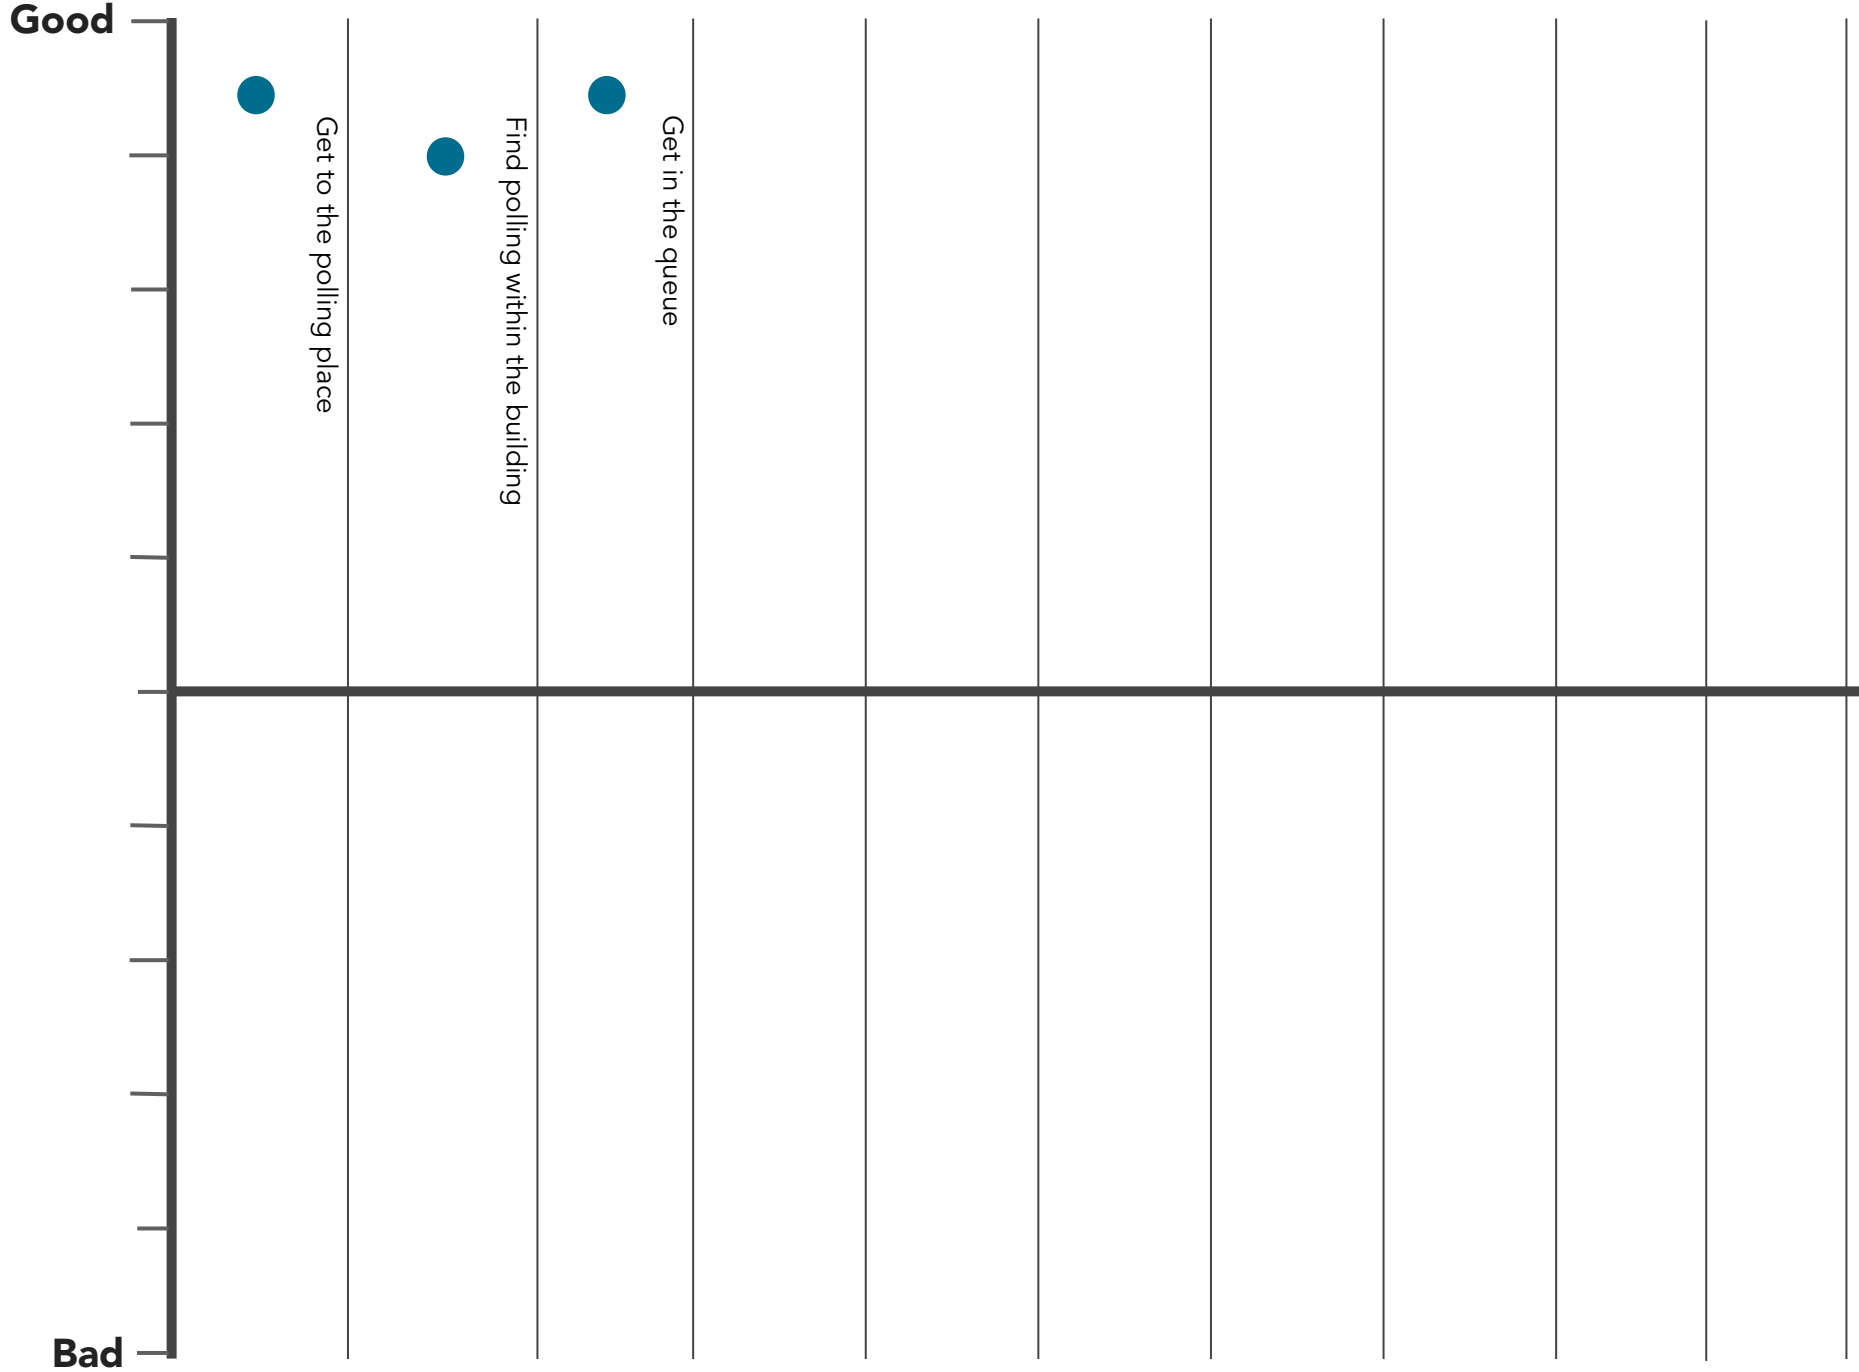 Good
Get to the polling place
Find polling within the building
Get in the queue
Bad